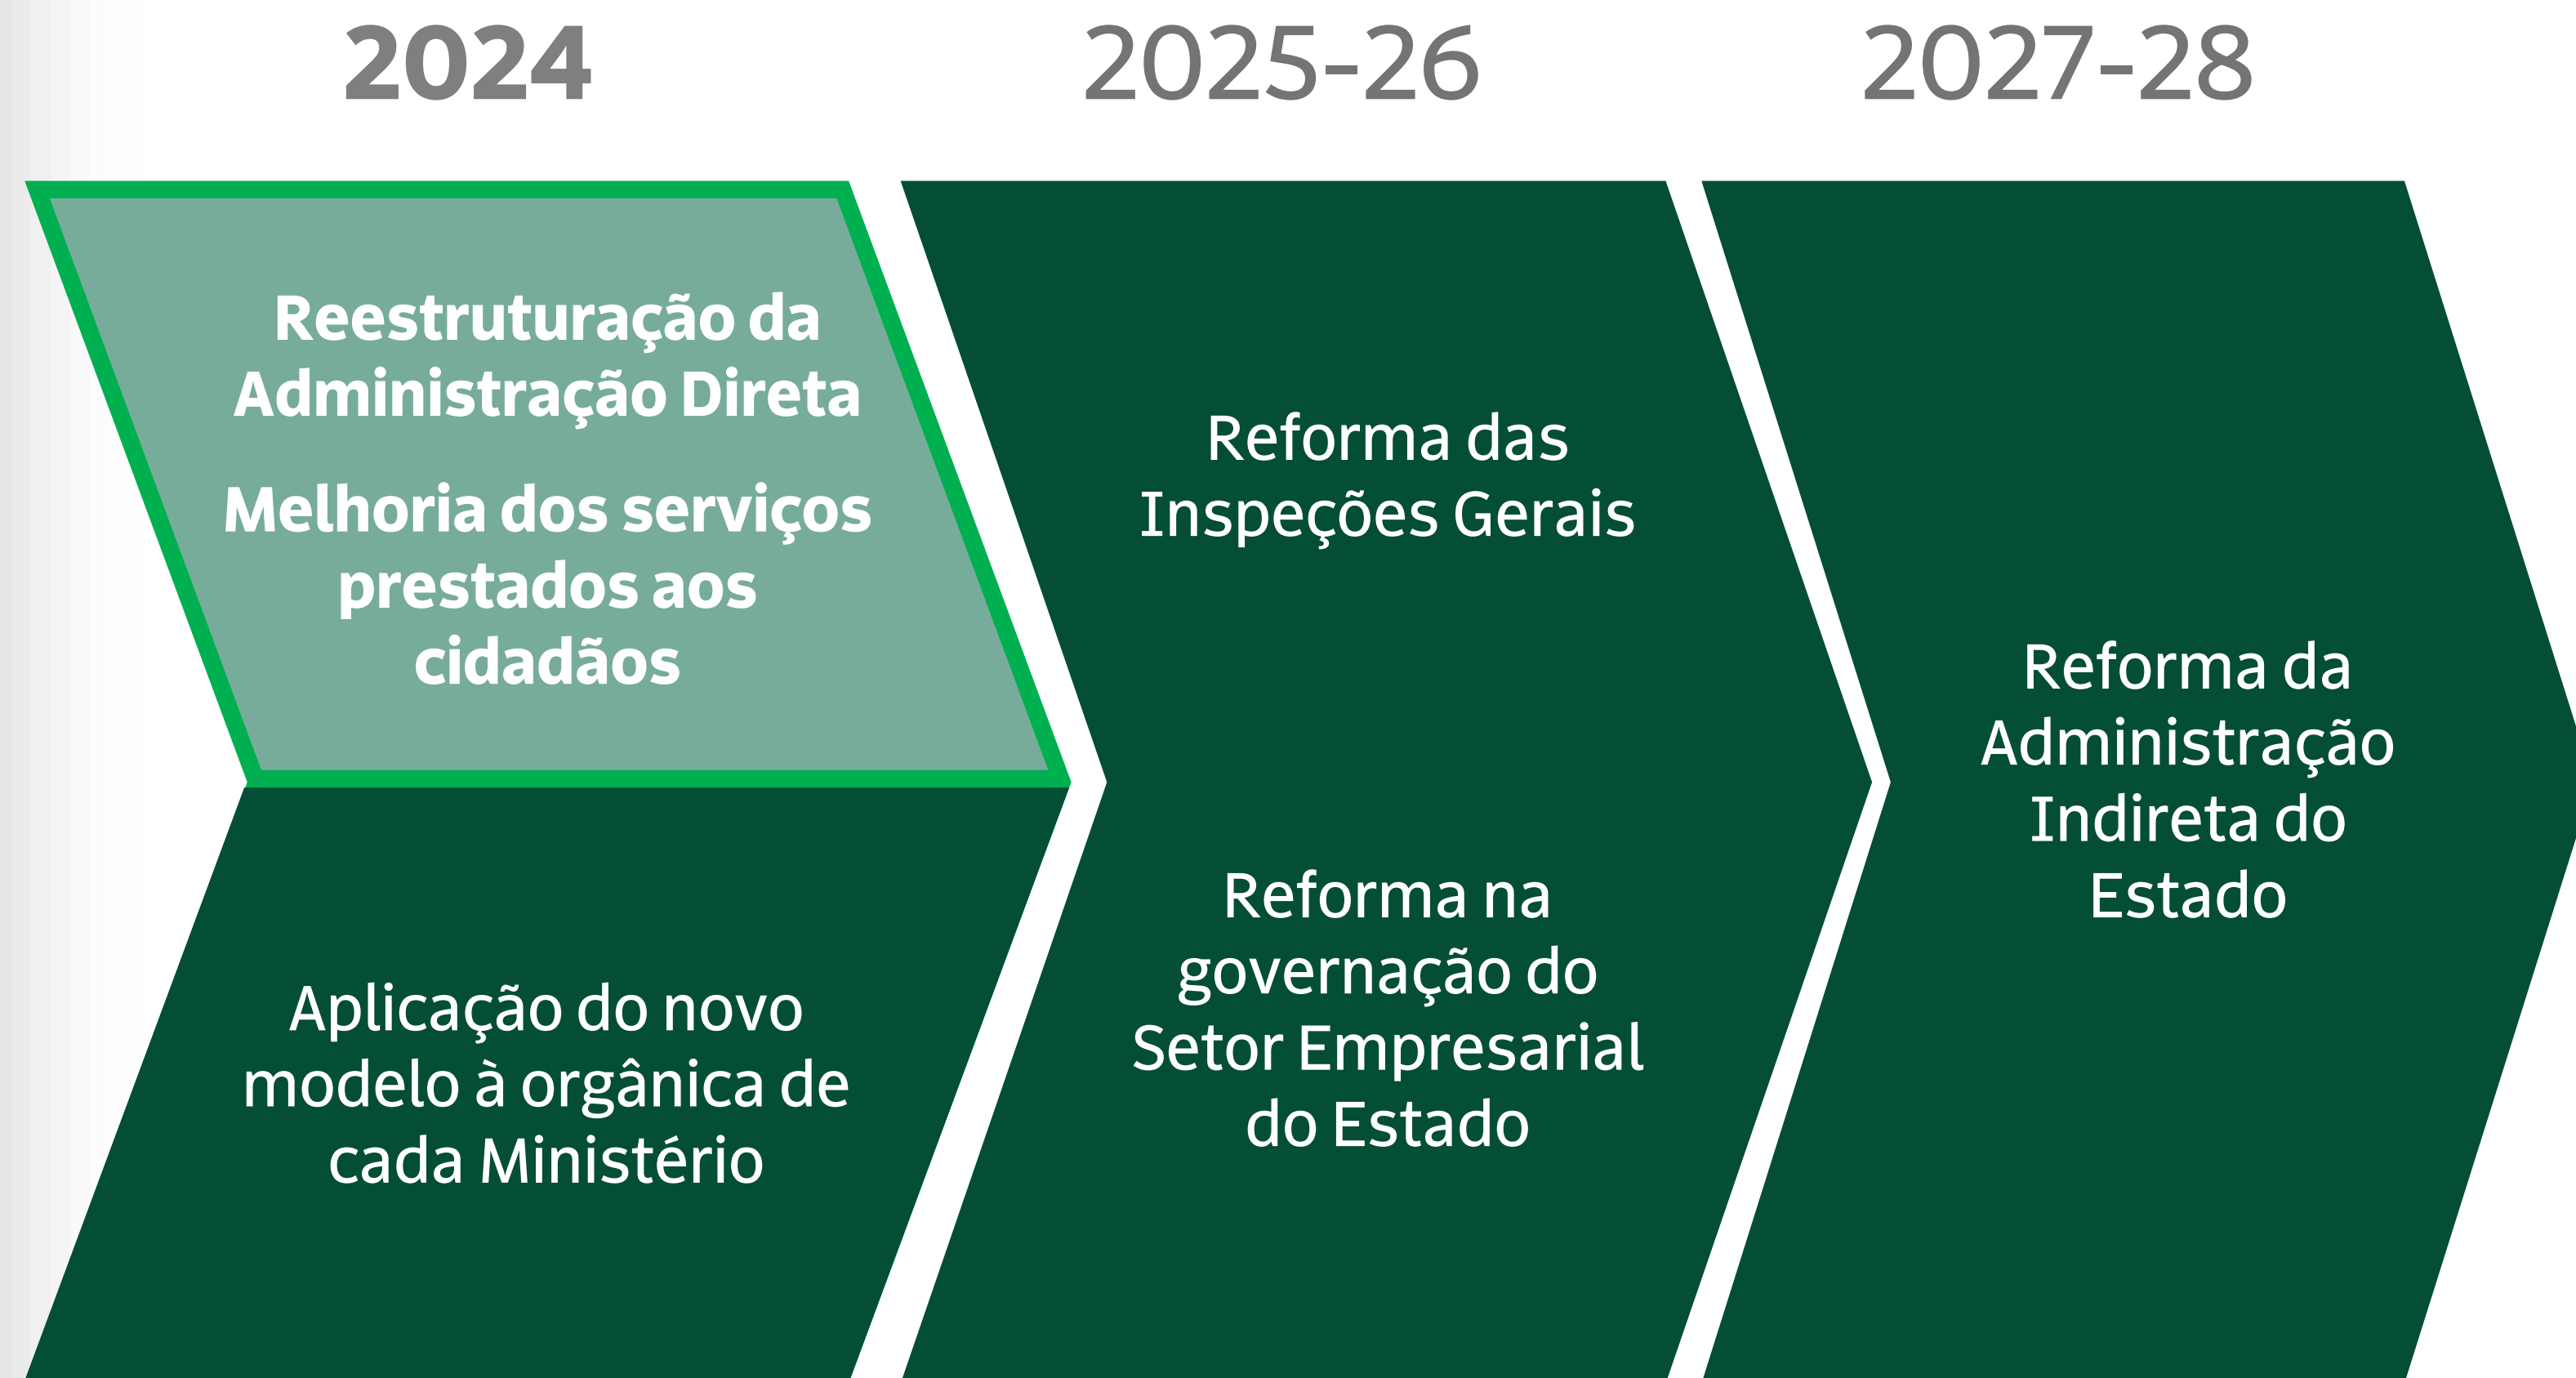 2024
2025-26
2027-28
Reestruturação da
Administração Direta
Melhoria dos serviços
prestados aos
cidadãos
Aplicação do novo
modelo à orgânica de
cada Ministério
Reforma das
Inspeções Gerais
Reforma na
governação do
Setor Empresarial
do Estado
Reforma da
Administração
Indireta do
Estado